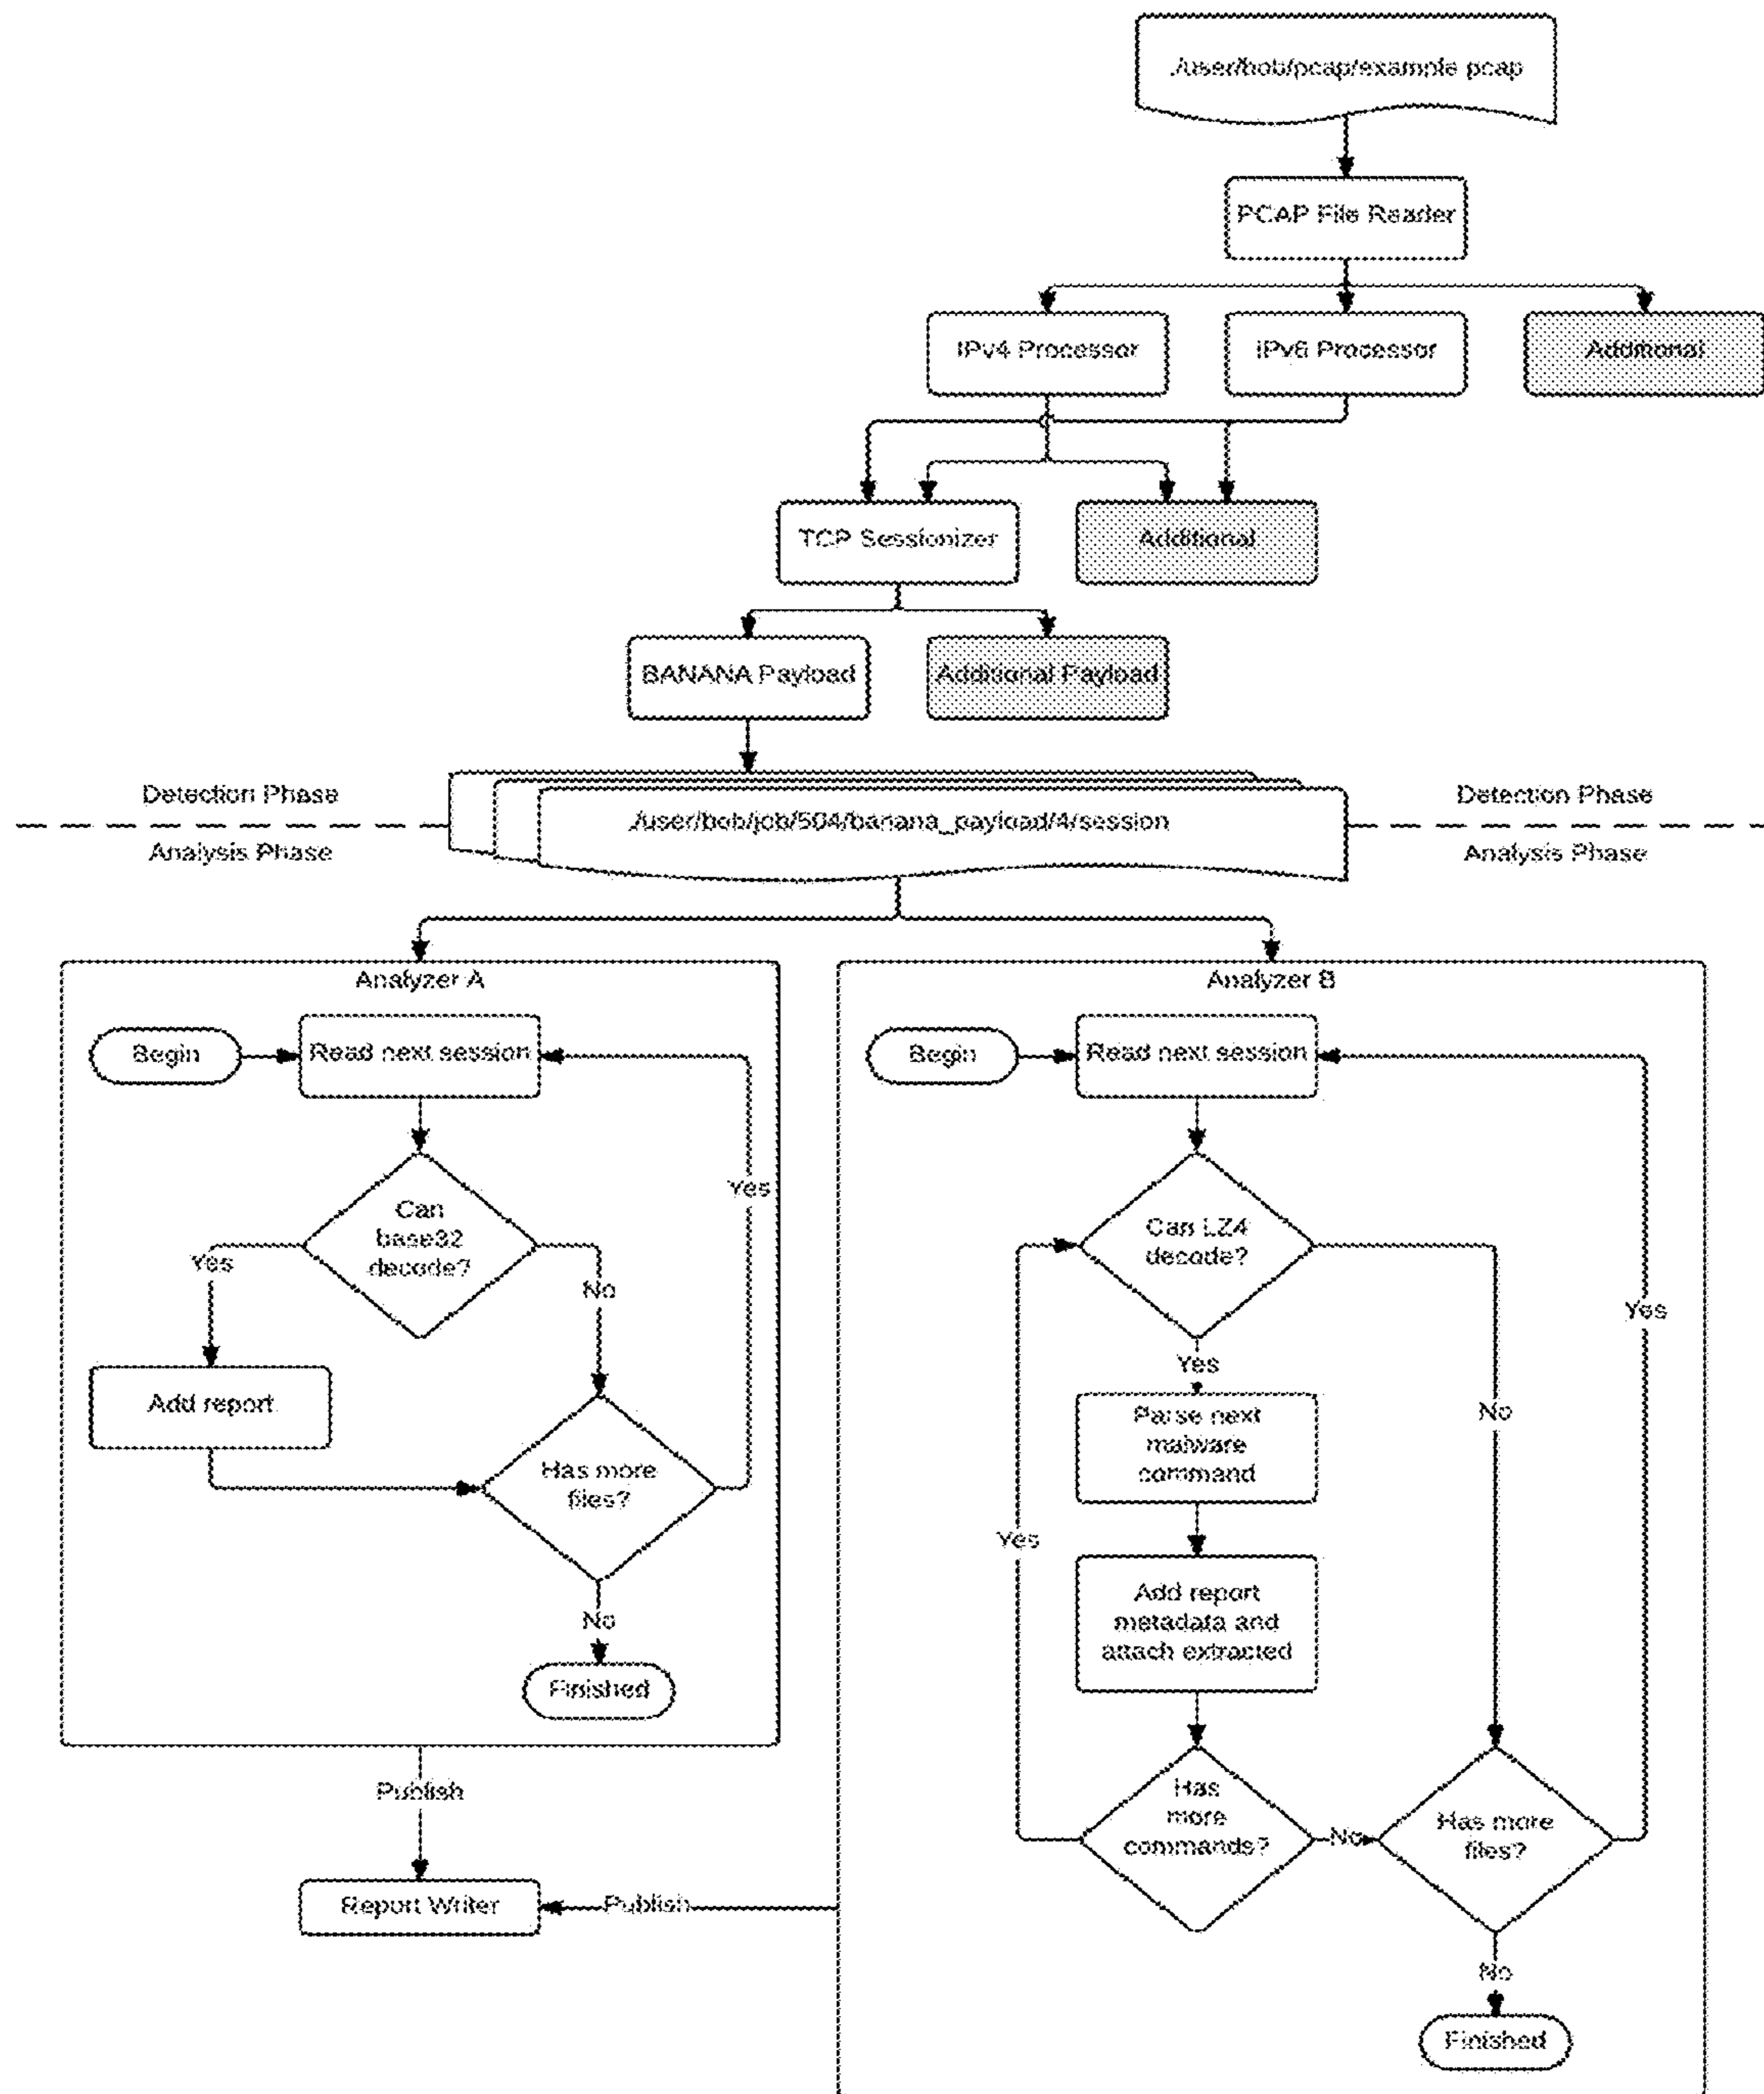 ./user/bob/pcap/example.pcap
PCAP File Reader
IPv4 Processor
IPv6 Processor
Additional
TCP Sessionizer
Additional
BANANA Payload
Additional Payload
Detection Phase
Detection Phase
./user/bob/job/504/banana_payload/4/session
Analysis Phase
Analysis Phase
Analyzer A
Begin
Read next session
Can
base32
decode?
Yes
No
Yes
Add report
Has more
files?
No
Finished
Publish
Report Writer
Publish
Analyzer B
Begin
Read next session
Can LZ4
decode?
Yes
No
Yes
Parse next
malware
command
Yes
Add report
metadada and
attach extracted
Has
more
commands?
No
Has more
files?
No
Finished